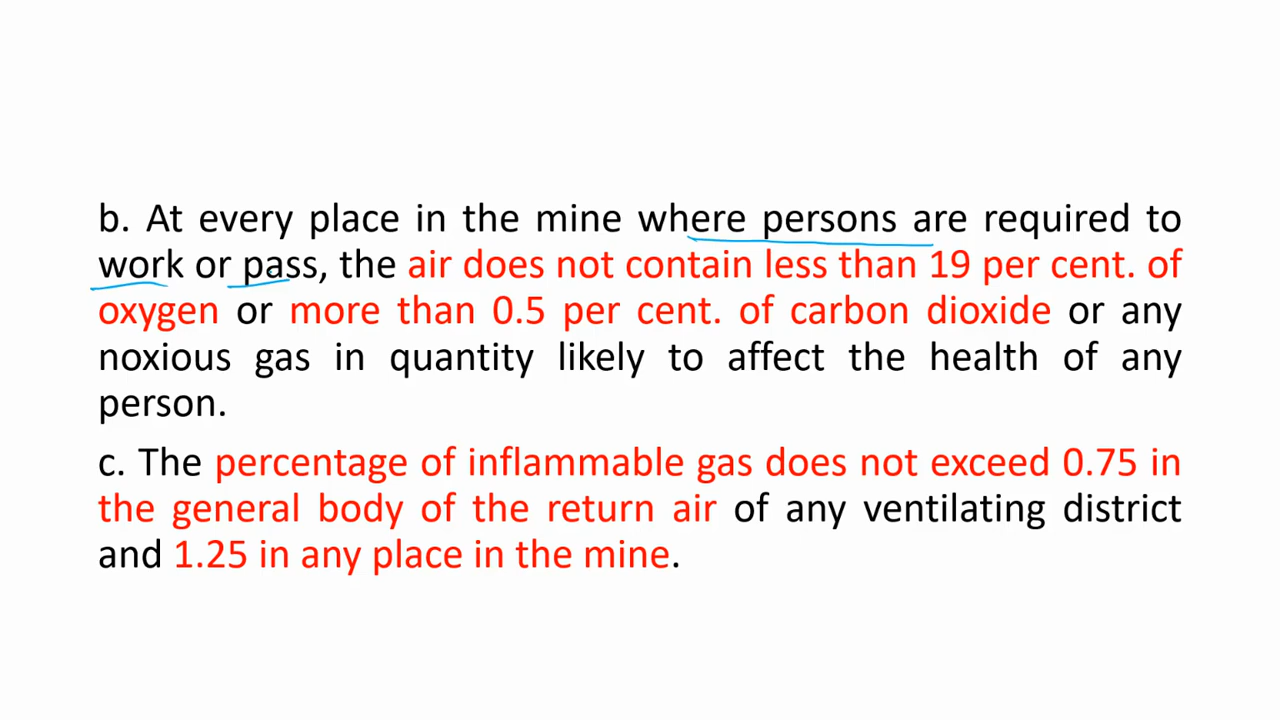 b. At every place in the mine where persons are required to
work or pass, the air does not contain less than 19 per cent. of
oxygen or more than 0.5 per cent. of carbon dioxide or any
noxious gas in quantity likely to affect the health of any
person.
c. The percentage of inflammable gas does not exceed 0.75 in
the general body of the return air of any ventilating district
and 1.25 in any place in the mine.